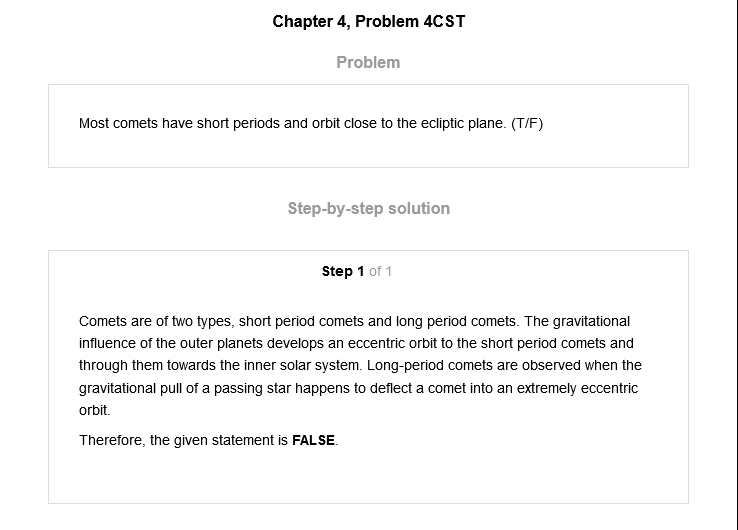 Chapter 4, Problem 4CST
Problem
Most comets have short periods and orbit close to the ecliptic plane. (T/F)
Step-by-step solution
Step 1 of 1
Comets are of two types, short period comets and long period comets. The gravitational
influence of the outer planets develops an eccentric orbit to the short period comets and
through them towards the inner solar system. Long-period comets are observed when the
gravitational pull of a passing star happens to deflect a comet into an extremely eccentric
orbit.
Therefore, the given statement is FALSE.